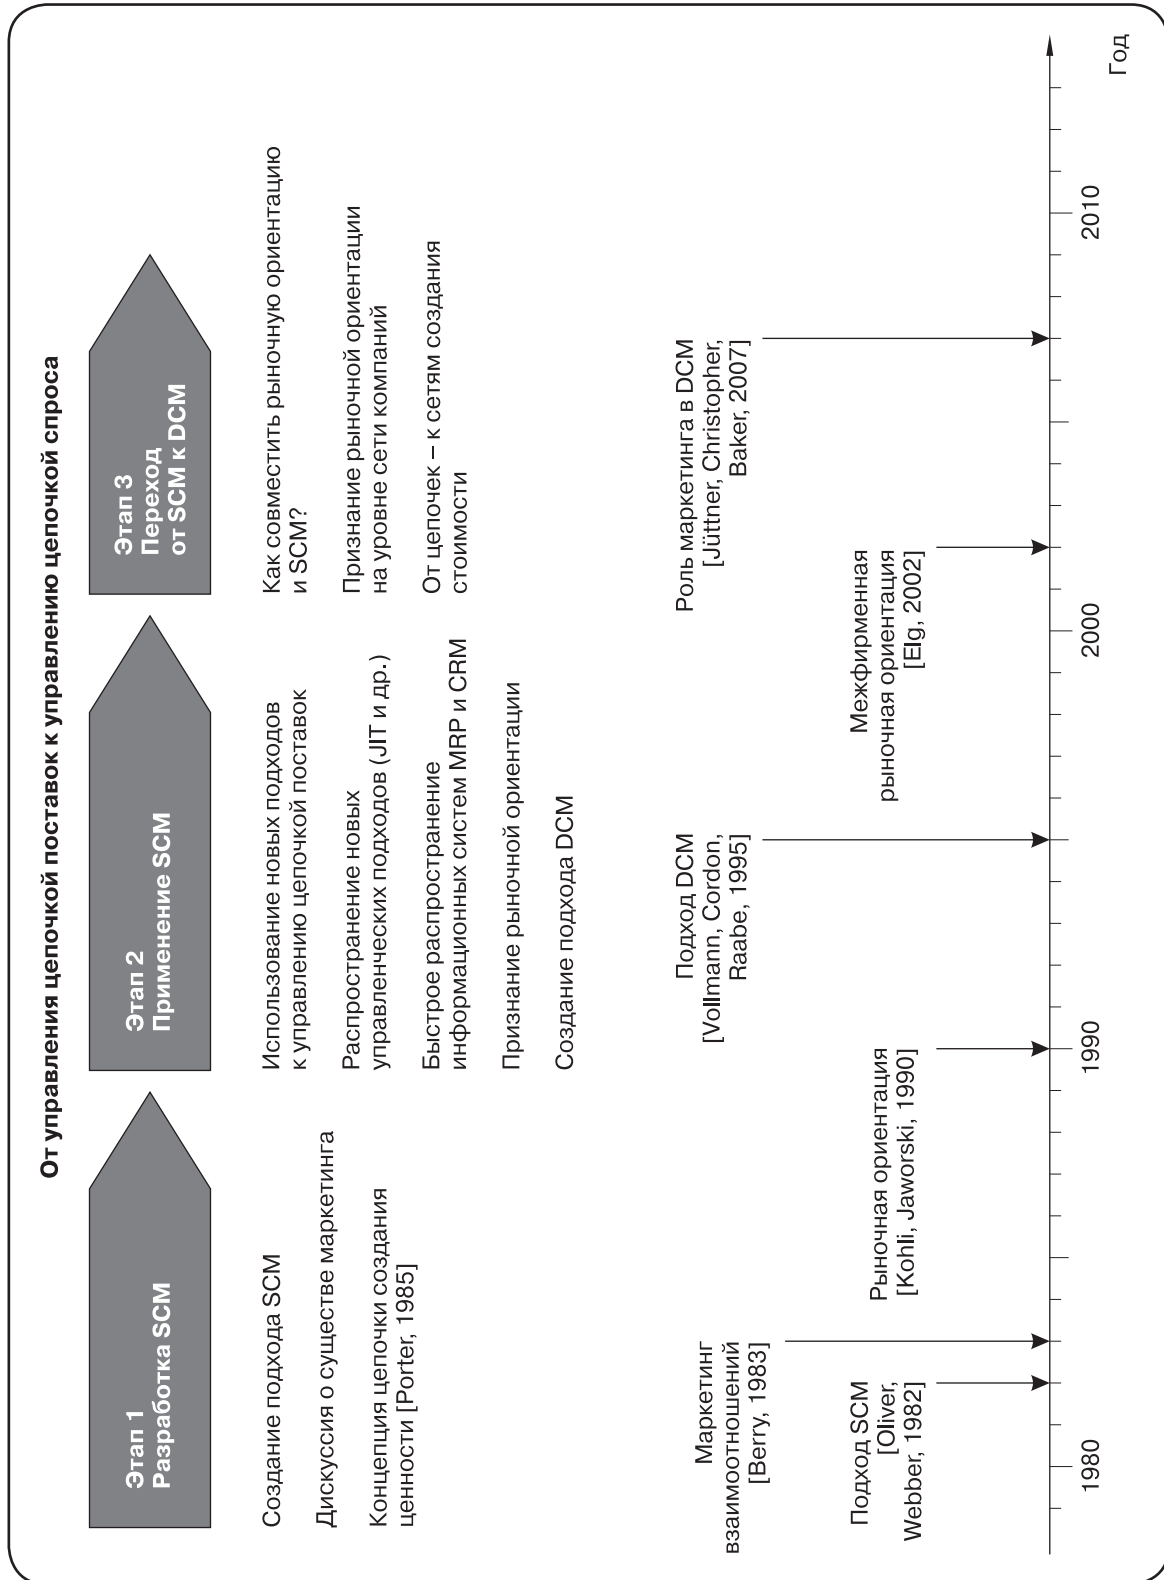 От управления цепочкой поставок к управлению цепочкой спроса
Этап 1
Разработка SCM
Создание подхода SCM
Дискуссия о существе маркетинга
Концепция цепочки создания
ценности [Porter, 1985]
Этап 2
Применение SCM
Использование новых подходов
к управлению цепочкой поставок
Распространение новых
управленческих подходов (JIT и др.)
Быстрое распространение
информационных систем MRP и CRM
Признание рыночной ориентации
Создание подхода DCM
Этап 3
Переход
от SCM к DCM
Как совместить рыночную ориентацию
и SCM?
Признание рыночной ориентации
на уровне сети компаний
От цепочек – к сетям создания
стоимости
Маркетинг
взаимоотношений
[Berry, 1983]
Подход SCM
[Oliver,
Webber, 1982]
Рыночная ориентация
[Kohli, Jaworski, 1990]
Подход DCM
[Vollmann, Cordon,
Raabe, 1995]
Межфирменная
рыночная ориентация
[Elg, 2002]
Роль маркетинга в DCM
[Jüttner, Christopher,
Baker, 2007]
1980
1990
2000
2010
Год